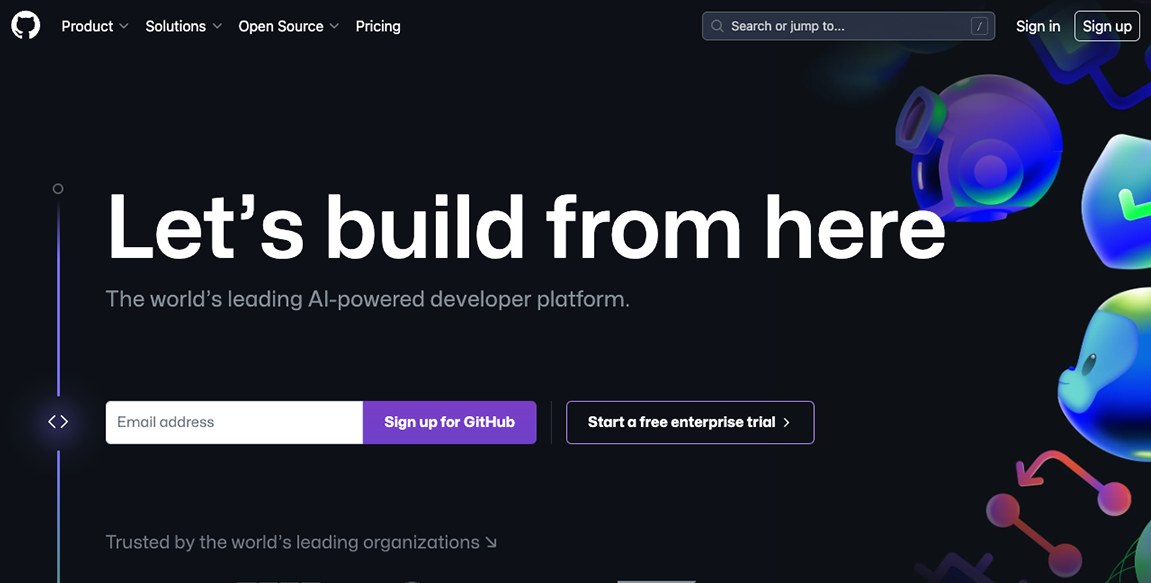 Product
Solutions
Open Source
Pricing
Search or jump to...
/
Sign in
Sign up
Let’s build from here
The world’s leading AI-powered developer platform.
Email address
Sign up for GitHub
Start a free enterprise trial
Trusted by the world’s leading organizations